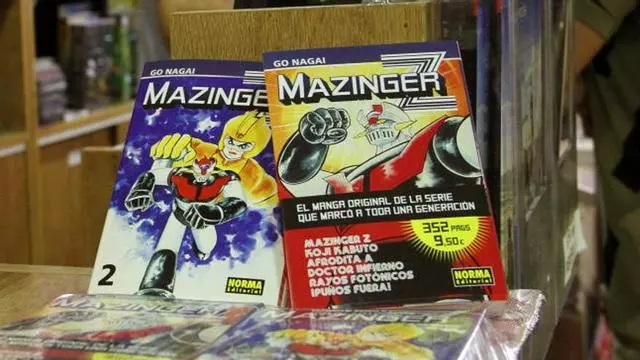 GO NAGAI
MAZINGER
2
NORMA
Editorial
GO NAGAI
MAZINGER
Z
EL MANGA ORIGINAL DE LA SERIE
QUE MARCÓ A TODA UNA GENERACIÓN
352 PAGS
9,50€
MAZINGER Z
KOJI KABUTO
AFRODITA A
DOCTOR INFIERNO
RAYOS FOTÓNICOS
¡PUÑOS FUERA!
NORMA
Editorial
MAZINGER